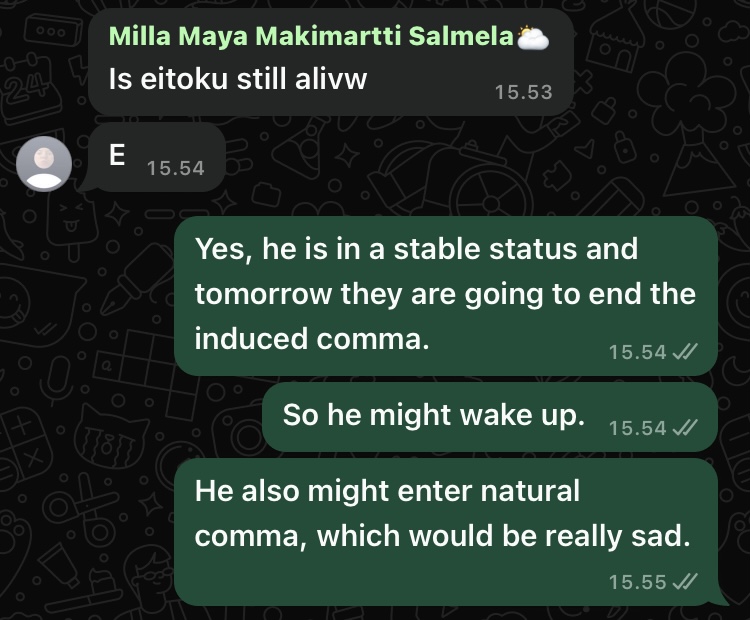 Milla Maya Makimartti Salmela🌥️
Is eitoku still alivw
15.53
E 15.54
Yes, he is in a stable status and
tomorrow they are going to end the
induced comma.
15.54
So he might wake up. 15.54
He also might enter natural
comma, which would be really sad.
15.55